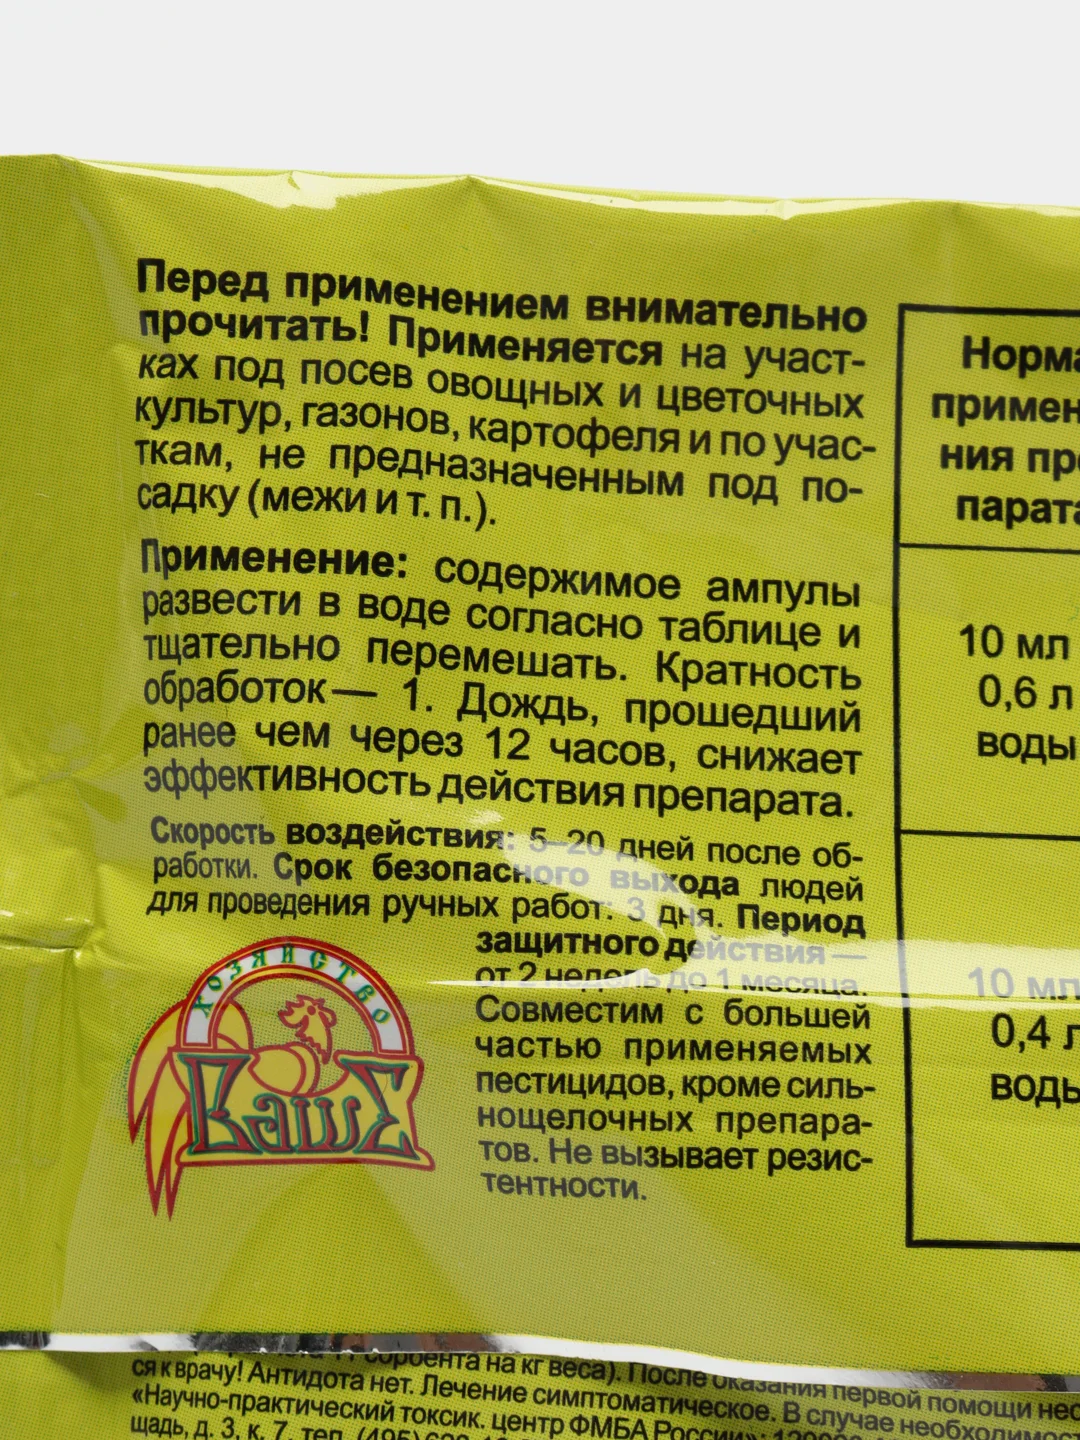 Перед применением внимательно
прочитать! Применяется на участ-
ках под посев овощных и цветочных
культур, газонов, картофеля и по учас-
ткам, не предназначенным под по-
садку (межи и т. п.).
Применение: содержимое ампулы
развести в воде согласно таблице и
тщательно перемешать. Кратность
обработок — 1. Дождь, прошедший
ранее чем через 12 часов, снижает
эффективность действия препарата.
Скорость воздействия: 5–20 дней после об-
работки. Срок безопасного выхода людей
для проведения ручных работ: 3 дня. Период
защитного действия —
от 2 недель до 1 месяца.
Совместим с большей
частью применяемых
пестицидов, кроме силь-
нощелочных препара-
тов. Не вызывает резис-
тентности.
ХОЗЯЙСТВО
ВАШЕ
Норма
примен
ния пре
парата
10 мл
0,6 л
воды
10 мл
0,4 л
воды
сорбента на кг веса). После оказания первой помощи
ся к врачу! Антидота нет. Лечение симптоматическое. В случае необходимост
«Научно-практический токсик. центр ФМБА России»:
щадь, д. 3, к. 7, тел. (495)